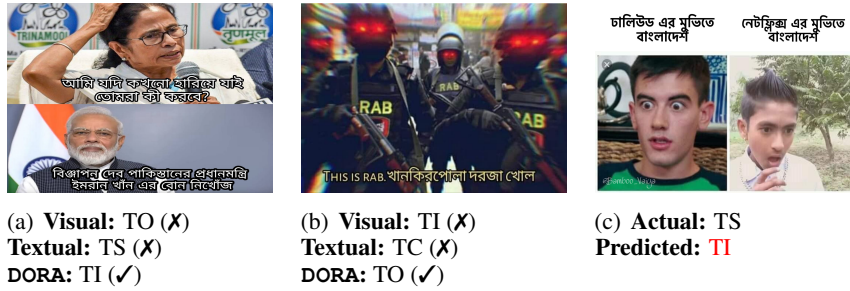 TRINAMOOL
তৃণমূল
আমি যদি কখনো হারিয়ে যাই
তোমরা কী করবে?
বিজ্ঞাপন দেব পাকিস্তানের প্রধানমন্ত্রি
ইমরান খাঁন এর বোন নিখোঁজ
RAB
RAB
RAB
THIS IS RAB.খানকিরপোলা দরজা খোল
ঢালিউড এর মুভিতে
বাংলাদেশ
নেটফ্লিক্স এর মুভিতে
বাংলাদেশ
(a) Visual: TO (✗)
Textual: TS (✗)
DORA: TI (✓)
(b) Visual: TI (✗)
Textual: TC (✗)
DORA: TO (✓)
(c) Actual: TS
Predicted: TI